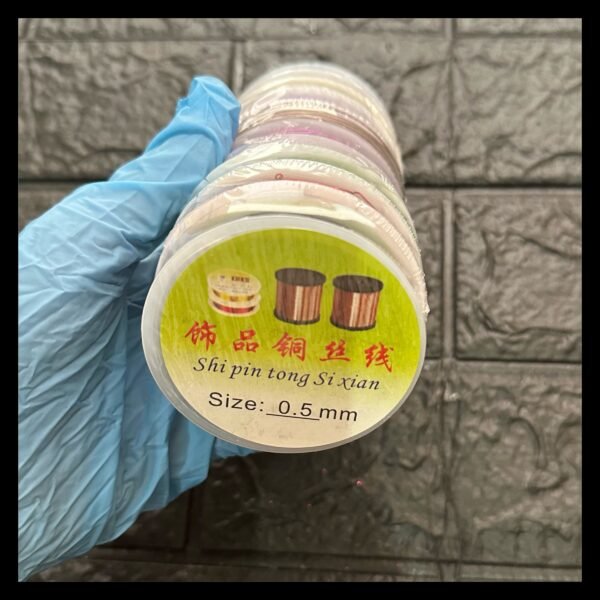 饰品铜丝线
Shi pin tong Si xian
Size: 0.5 mm